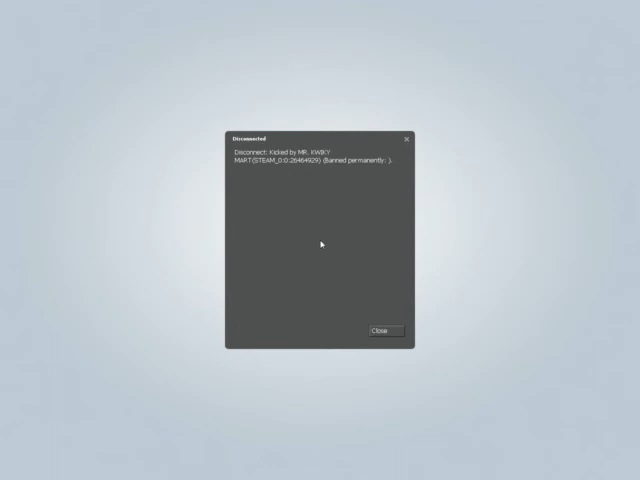 Disconnected
Disconnect: Kicked by MR. KWIKY
MART(STEAM_0:0:26464929) (Banned permanently: ).
Close